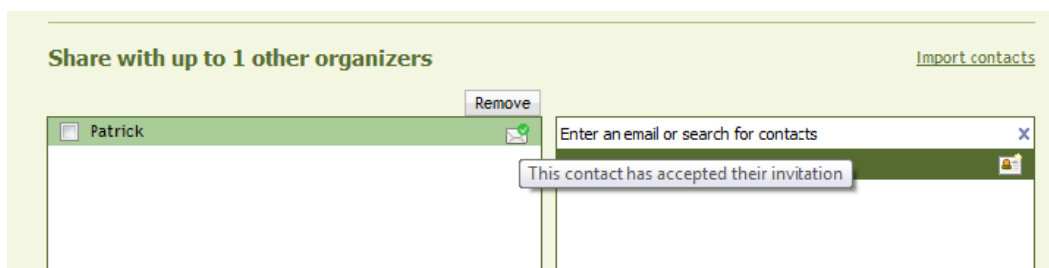 Share with up to 1 other organizers
Import contacts
Remove
Patrick
Enter an email or search for contacts
This contact has accepted their invitation